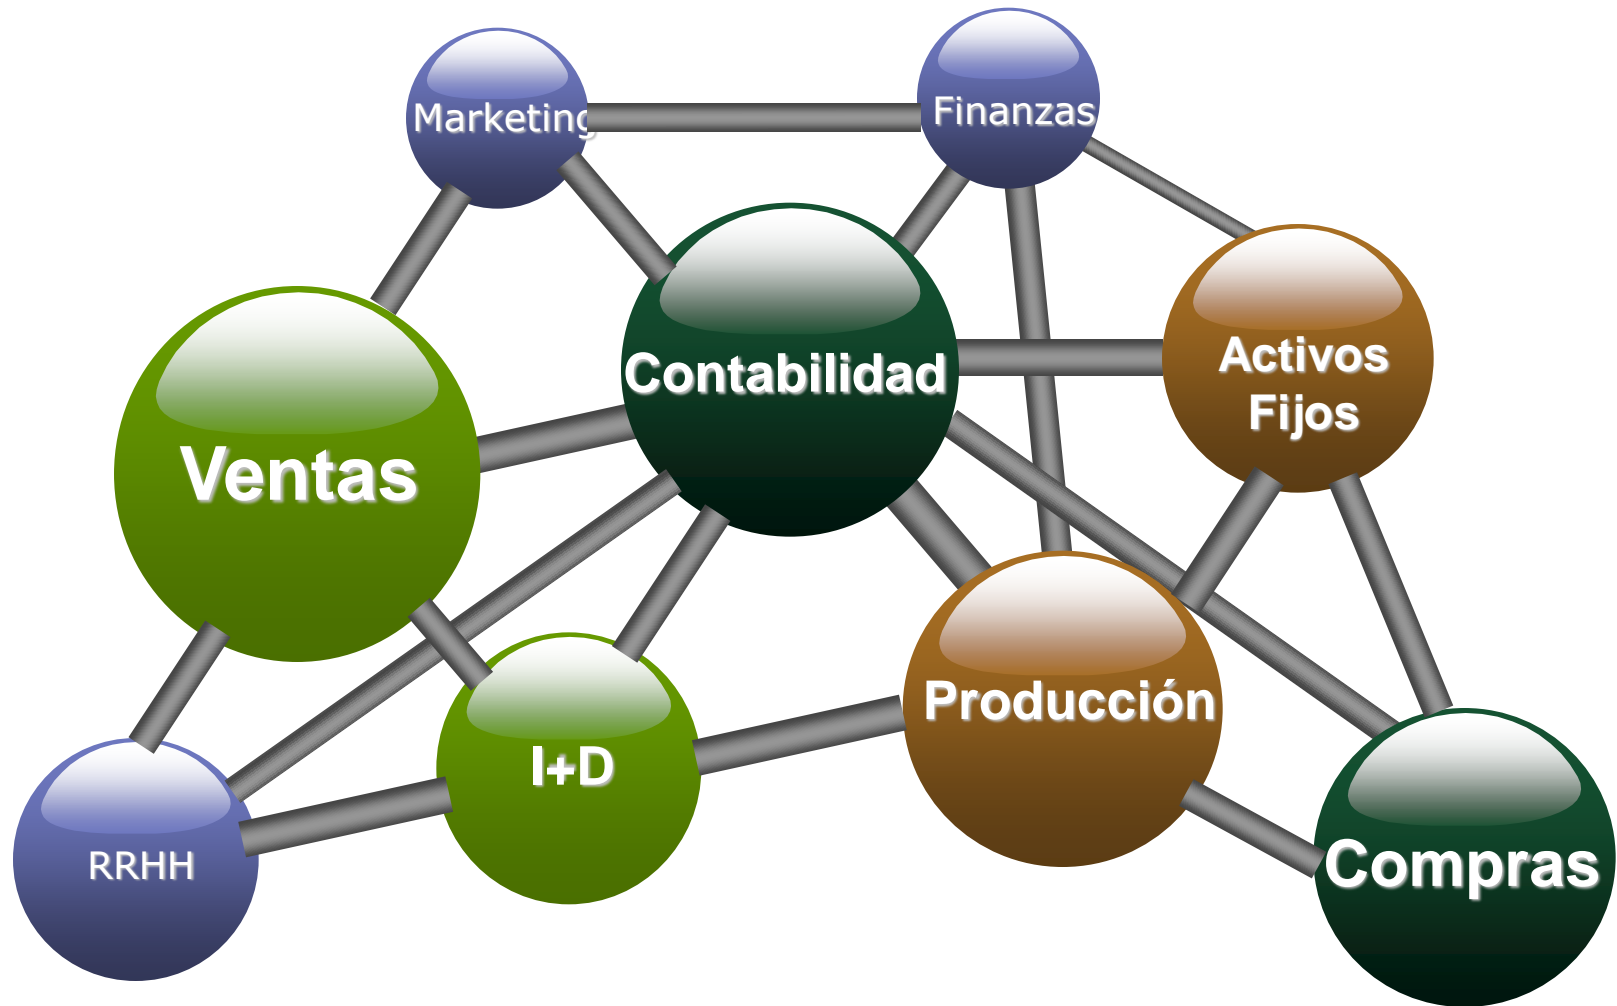 Marketing
Finanzas
Contabilidad
Activos
Fijos
Ventas
Producción
I+D
RRHH
Compras